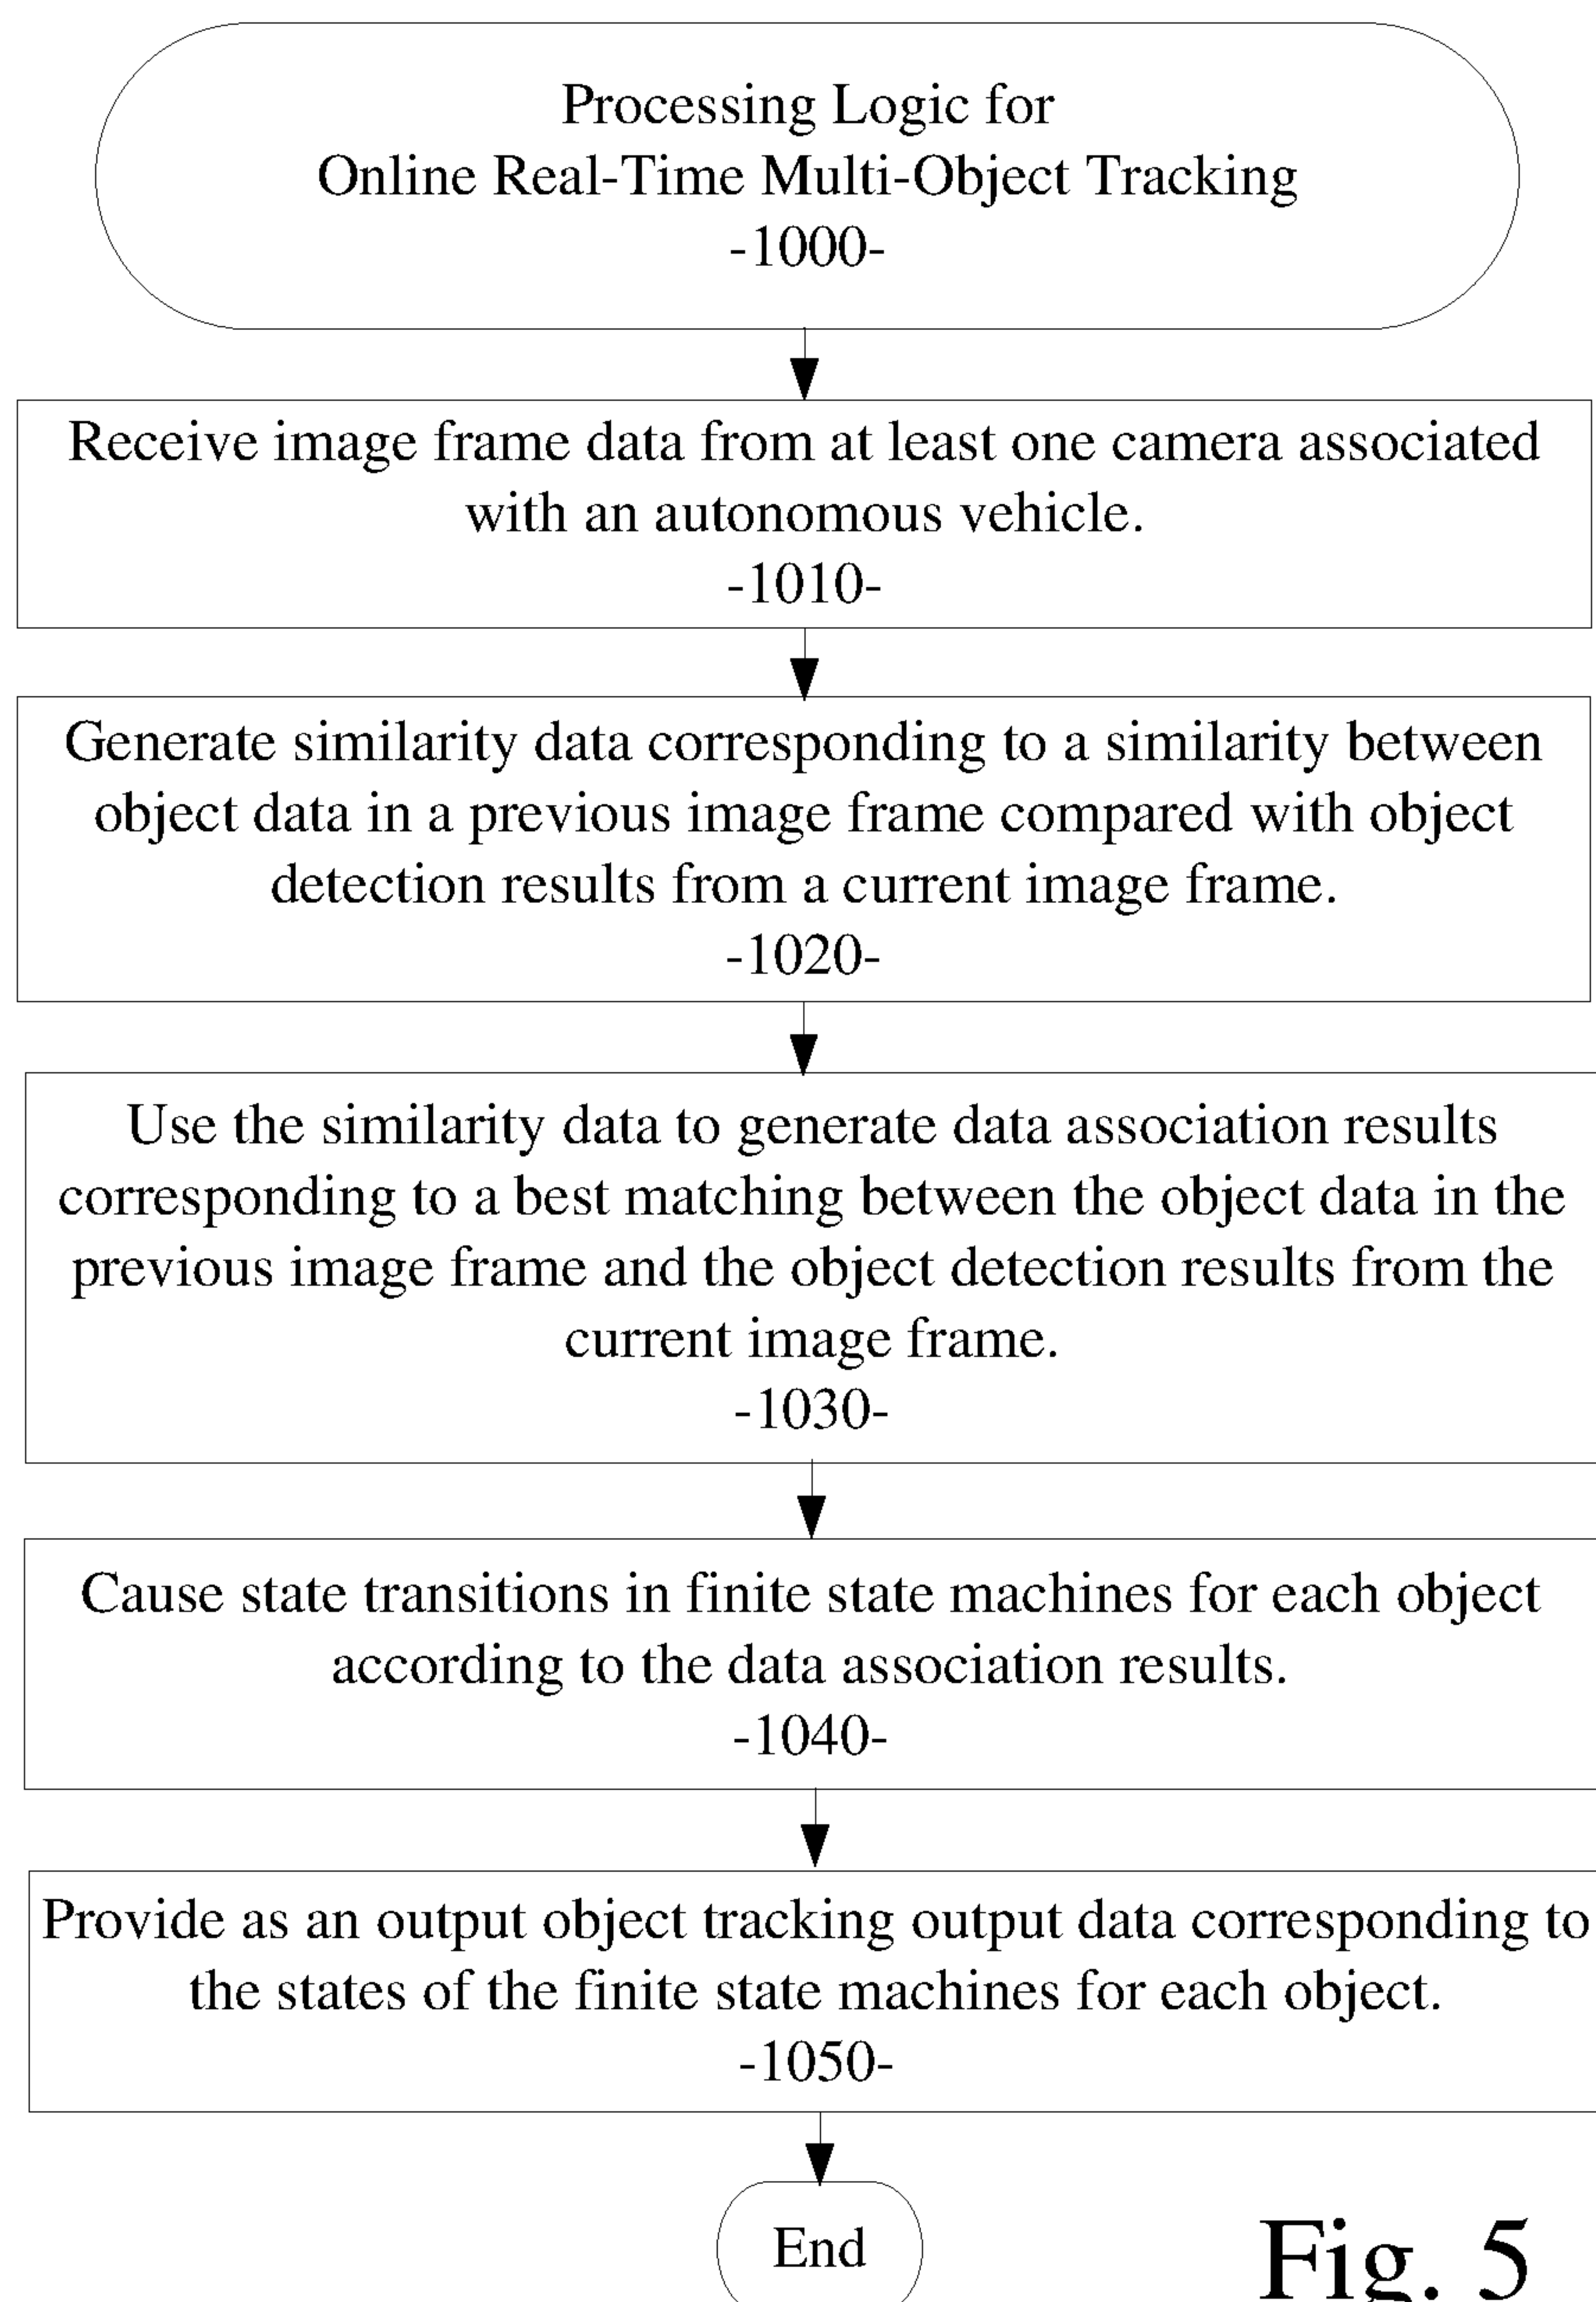 Processing Logic for
Online Real-Time Multi-Object Tracking
-1000-
Receive image frame data from at least one camera associated
with an autonomous vehicle.
-1010-
Generate similarity data corresponding to a similarity between
object data in a previous image frame compared with object
detection results from a current image frame.
-1020-
Use the similarity data to generate data association results
corresponding to a best matching between the object data in the
previous image frame and the object detection results from the
current image frame.
-1030-
Cause state transitions in finite state machines for each object
according to the data association results.
-1040-
Provide as an output object tracking output data corresponding to
the states of the finite state machines for each object.
-1050-
End
Fig. 5